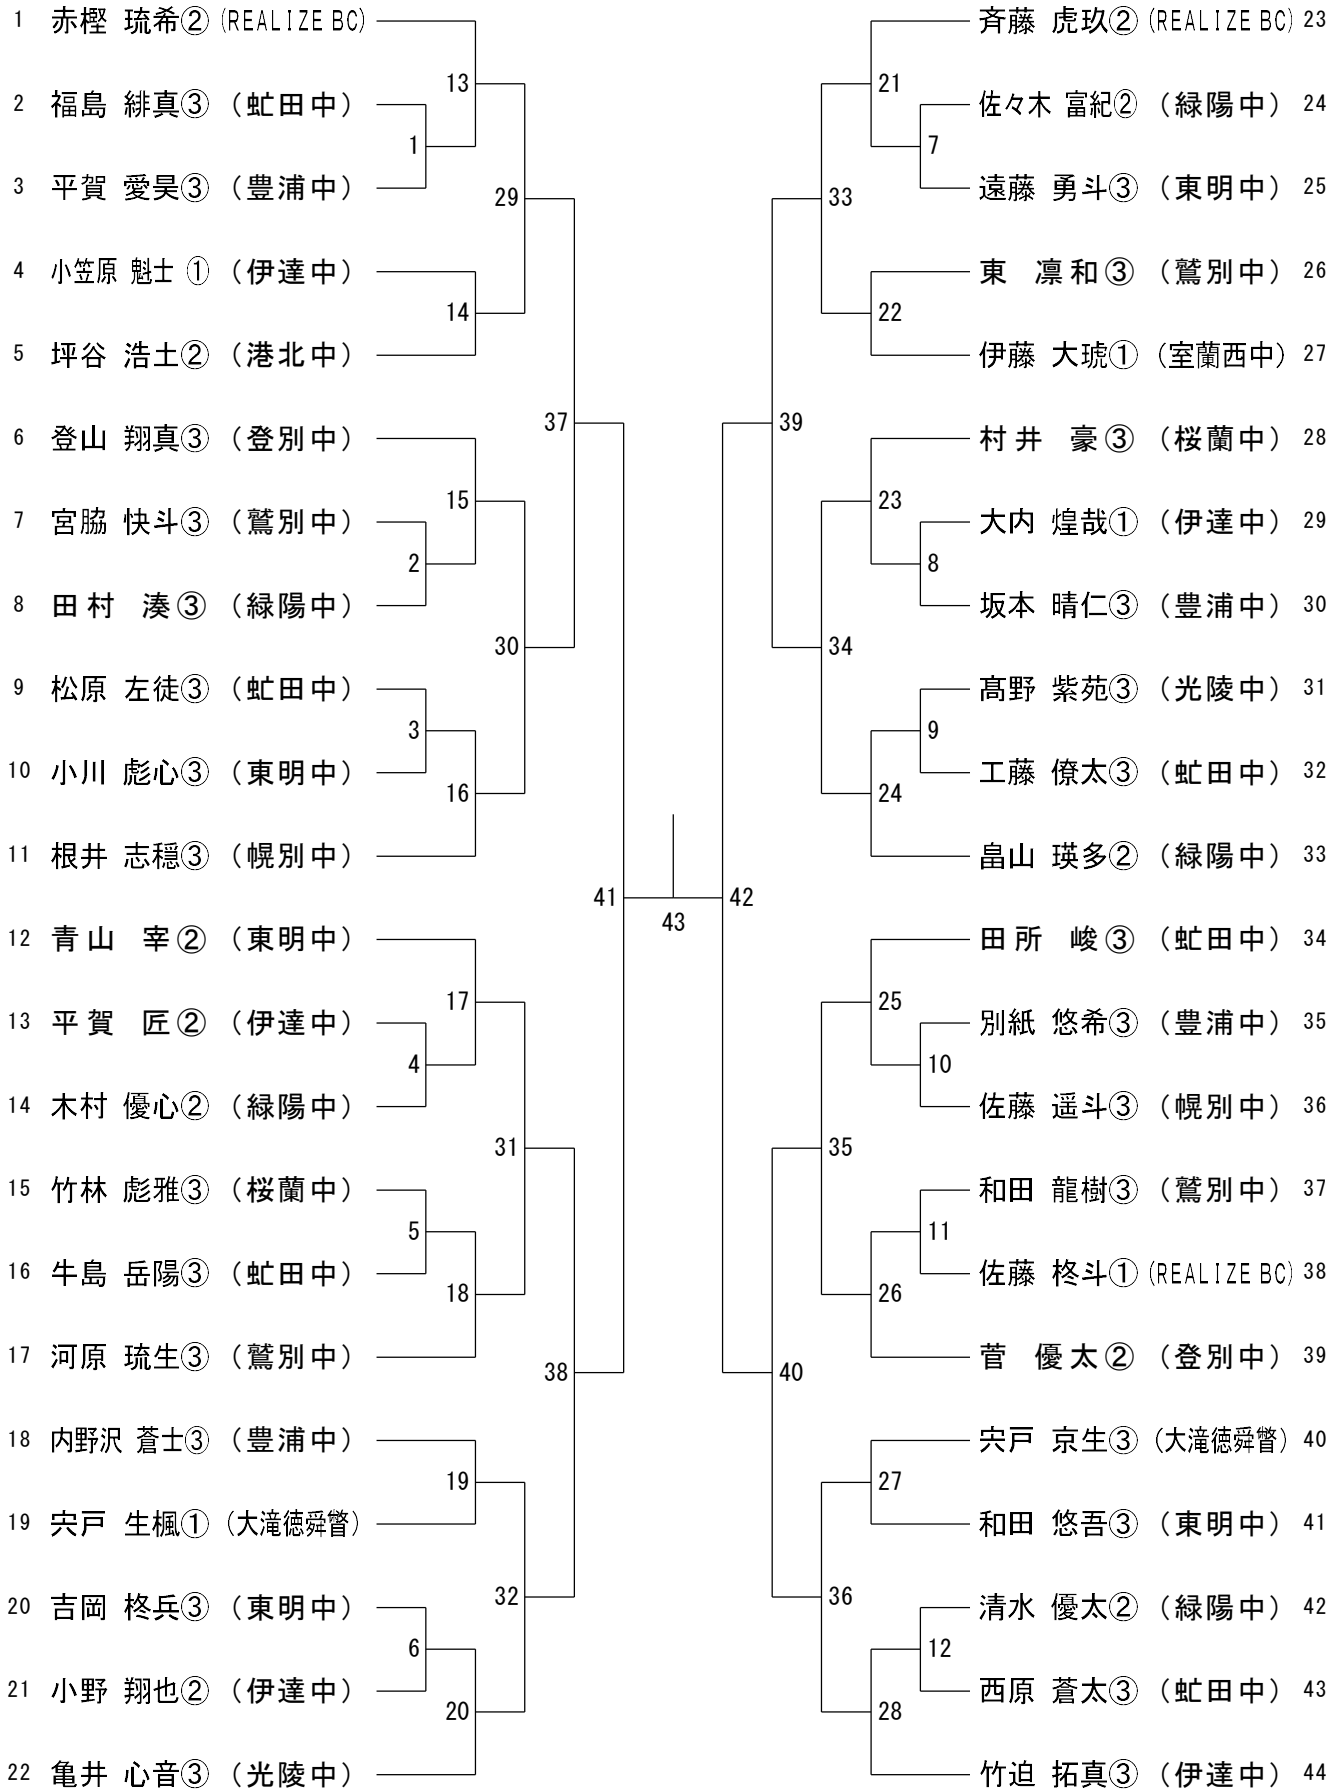 1 赤樫 琉希② (REALIZE BC)
2 福島 緋真③ (虻田中)
3 平賀 愛昊③ (豊浦中)
4 小笠原 魁士 ① (伊達中)
5 坪谷 浩土② (港北中)
6 登山 翔真③ (登別中)
7 宮脇 快斗③ (鷲別中)
8 田村 湊③ (緑陽中)
9 松原 左徒③ (虻田中)
10 小川 彪心③ (東明中)
11 根井 志穏③ (幌別中)
12 青山 宰② (東明中)
13 平賀 匠② (伊達中)
14 木村 優心② (緑陽中)
15 竹林 彪雅③ (桜蘭中)
16 牛島 岳陽③ (虻田中)
17 河原 琉生③ (鷲別中)
18 内野沢 蒼士③ (豊浦中)
19 宍戸 生楓① (大滝徳舜瞥)
20 吉岡 柊兵③ (東明中)
21 小野 翔也② (伊達中)
22 亀井 心音③ (光陵中)
13
1
29
14
37
15
2
30
3
16
41
17
4
31
5
18
38
19
32
6
20
43
斉藤 虎玖② (REALIZE BC) 23
佐々木 富紀② (緑陽中) 24
遠藤 勇斗③ (東明中) 25
東 凛和③ (鷲別中) 26
伊藤 大琥① (室蘭西中) 27
村井 豪③ (桜蘭中) 28
大内 煌哉① (伊達中) 29
坂本 晴仁③ (豊浦中) 30
髙野 紫苑③ (光陵中) 31
工藤 僚太③ (虻田中) 32
畠山 瑛多② (緑陽中) 33
田所 峻③ (虻田中) 34
別紙 悠希③ (豊浦中) 35
佐藤 遥斗③ (幌別中) 36
和田 龍樹③ (鷲別中) 37
佐藤 柊斗① (REALIZE BC) 38
菅 優太② (登別中) 39
宍戸 京生③ (大滝徳舜瞥) 40
和田 悠吾③ (東明中) 41
清水 優太② (緑陽中) 42
西原 蒼太③ (虻田中) 43
竹迫 拓真③ (伊達中) 44
21
7
33
22
39
23
8
34
9
24
42
25
10
35
11
26
40
27
36
12
28